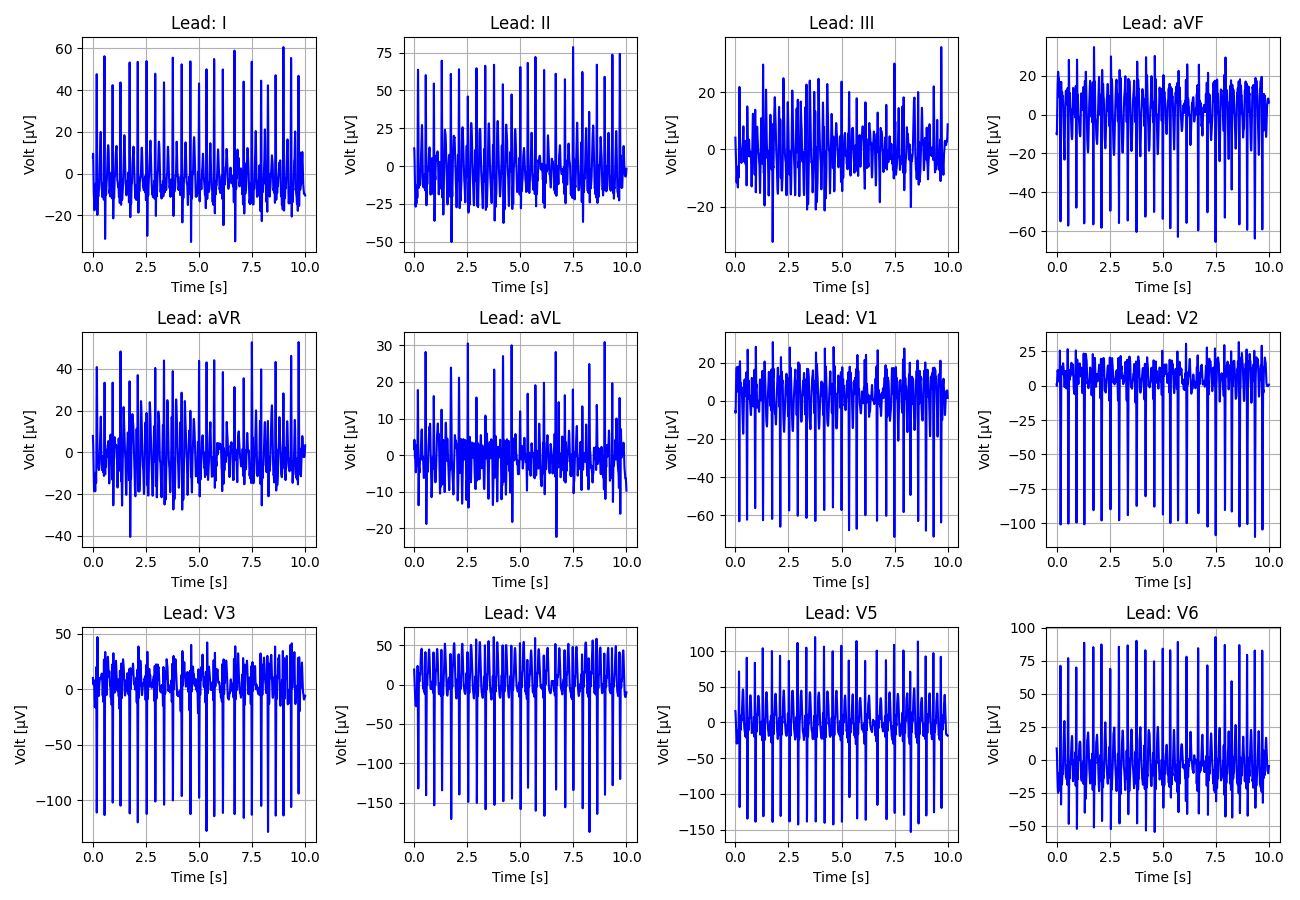 Lead: I Lead: II Lead: III Lead: aVF
60 40 20 0 −20 Volt [μV] 0.0 2.5 5.0 7.5 10.0 Time [s]
75 50 25 0 −25 −50 Volt [μV] 0.0 2.5 5.0 7.5 10.0 Time [s]
20 0 −20 Volt [μV] 0.0 2.5 5.0 7.5 10.0 Time [s]
20 0 −20 −40 −60 Volt [μV] 0.0 2.5 5.0 7.5 10.0 Time [s]
Lead: aVR Lead: aVL Lead: V1 Lead: V2
40 20 0 −20 −40 Volt [μV] 0.0 2.5 5.0 7.5 10.0 Time [s]
30 20 10 0 −10 −20 Volt [μV] 0.0 2.5 5.0 7.5 10.0 Time [s]
20 0 −20 −40 −60 Volt [μV] 0.0 2.5 5.0 7.5 10.0 Time [s]
25 0 −25 −50 −75 −100 Volt [μV] 0.0 2.5 5.0 7.5 10.0 Time [s]
Lead: V3 Lead: V4 Lead: V5 Lead: V6
50 0 −50 −100 Volt [μV] 0.0 2.5 5.0 7.5 10.0 Time [s]
50 0 −50 −100 −150 Volt [μV] 0.0 2.5 5.0 7.5 10.0 Time [s]
100 50 0 −50 −100 −150 Volt [μV] 0.0 2.5 5.0 7.5 10.0 Time [s]
100 75 50 25 0 −25 −50 Volt [μV] 0.0 2.5 5.0 7.5 10.0 Time [s]